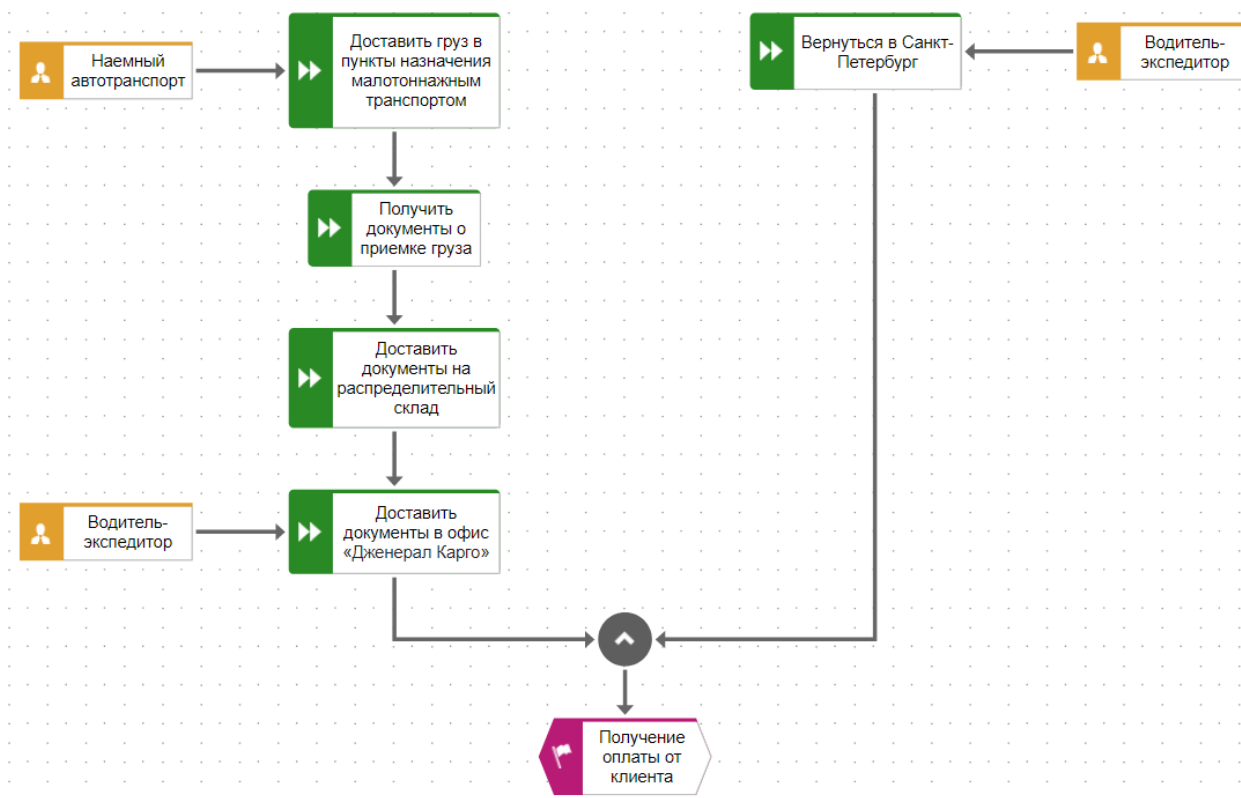 Наемный
автотранспорт
Доставить груз в
пункты назначения
малотоннажным
транспортом
Вернуться в Санкт-
Петербург
Водитель-
экспедитор
Получить
документы о
приемке груза
Доставить
документы на
распределительный
склад
Водитель-
экспедитор
Доставить
документы в офис
«Дженерал Карго»
Получение
оплаты от
клиента